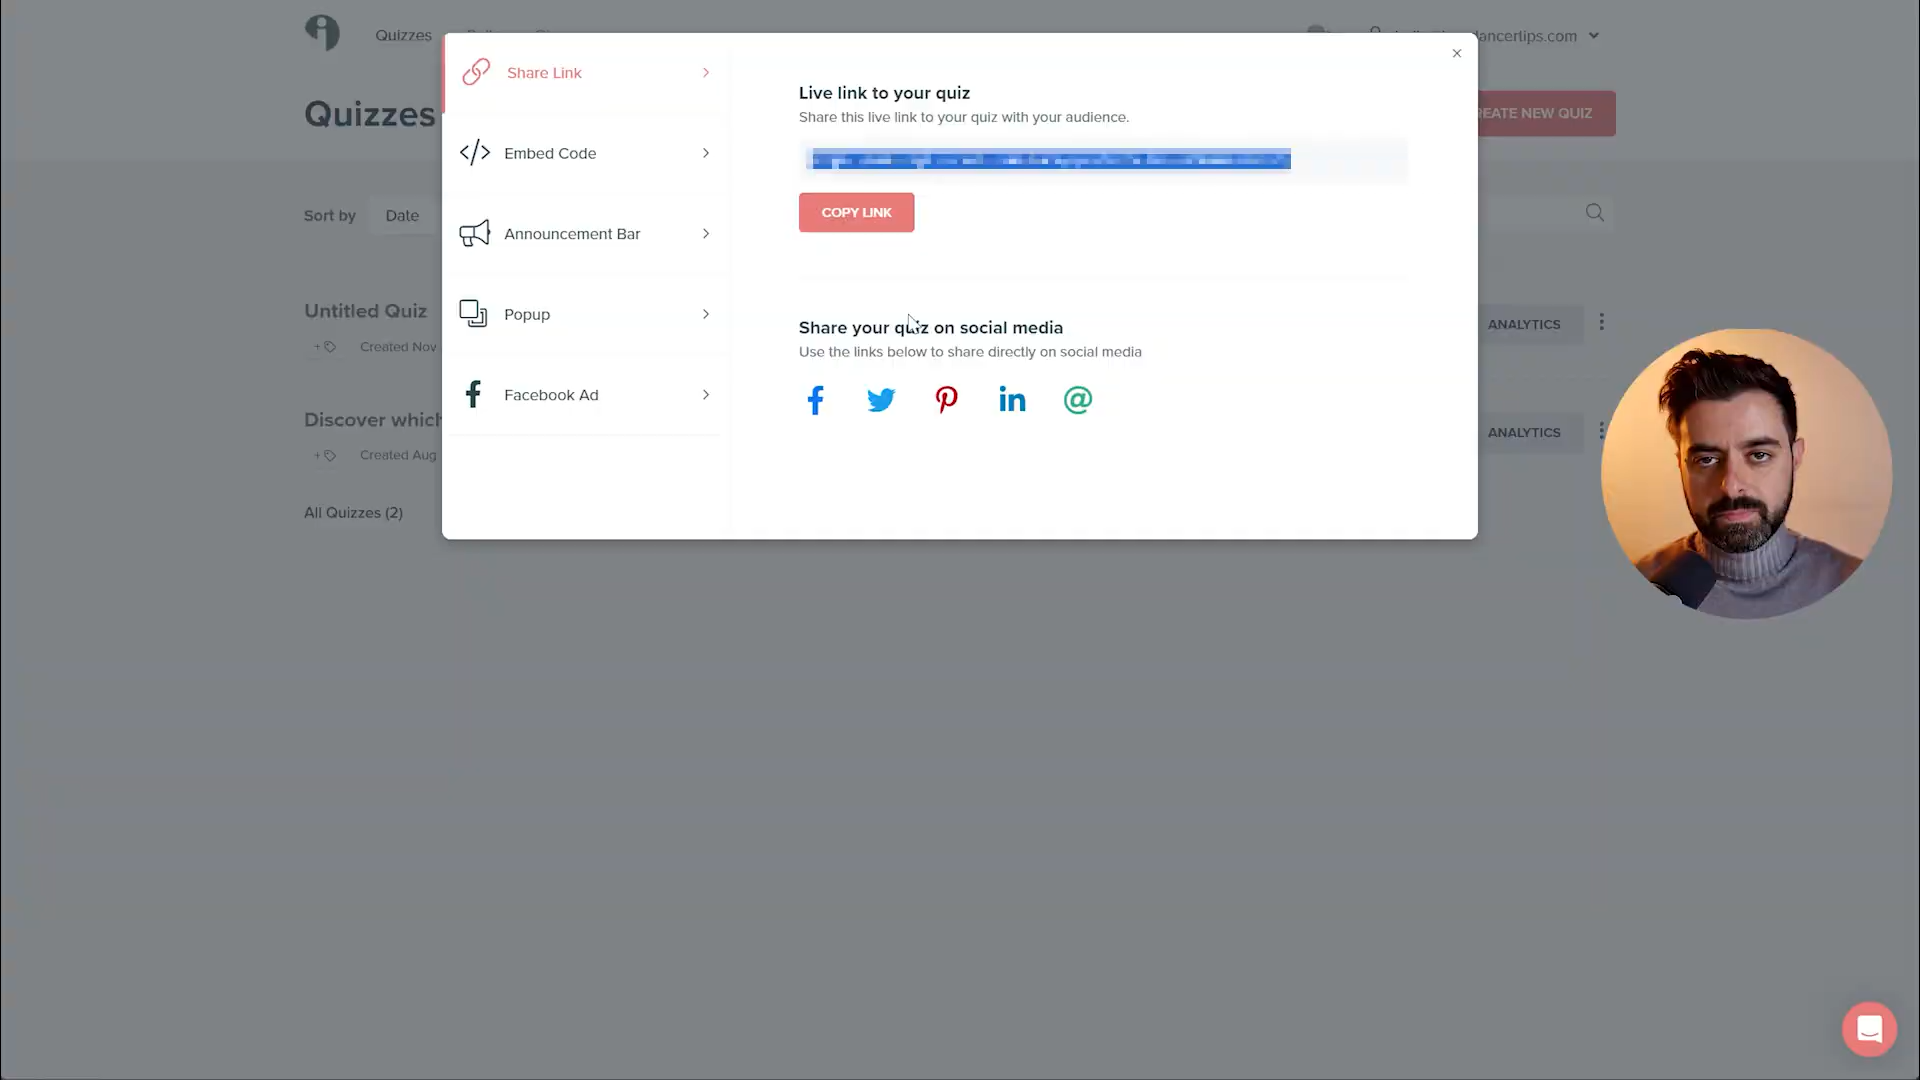 Quizzes
ancertips.com
Quizzes
REATE NEW QUIZ
Share Link
Embed Code
Announcement Bar
Popup
Facebook Ad
Live link to your quiz
Share this live link to your quiz with your audience.
COPY LINK
Share your quiz on social media
Use the links below to share directly on social media
Sort by
Date
Untitled Quiz
Created Nov
ANALYTICS
Discover which
Created Aug
ANALYTICS
All Quizzes (2)